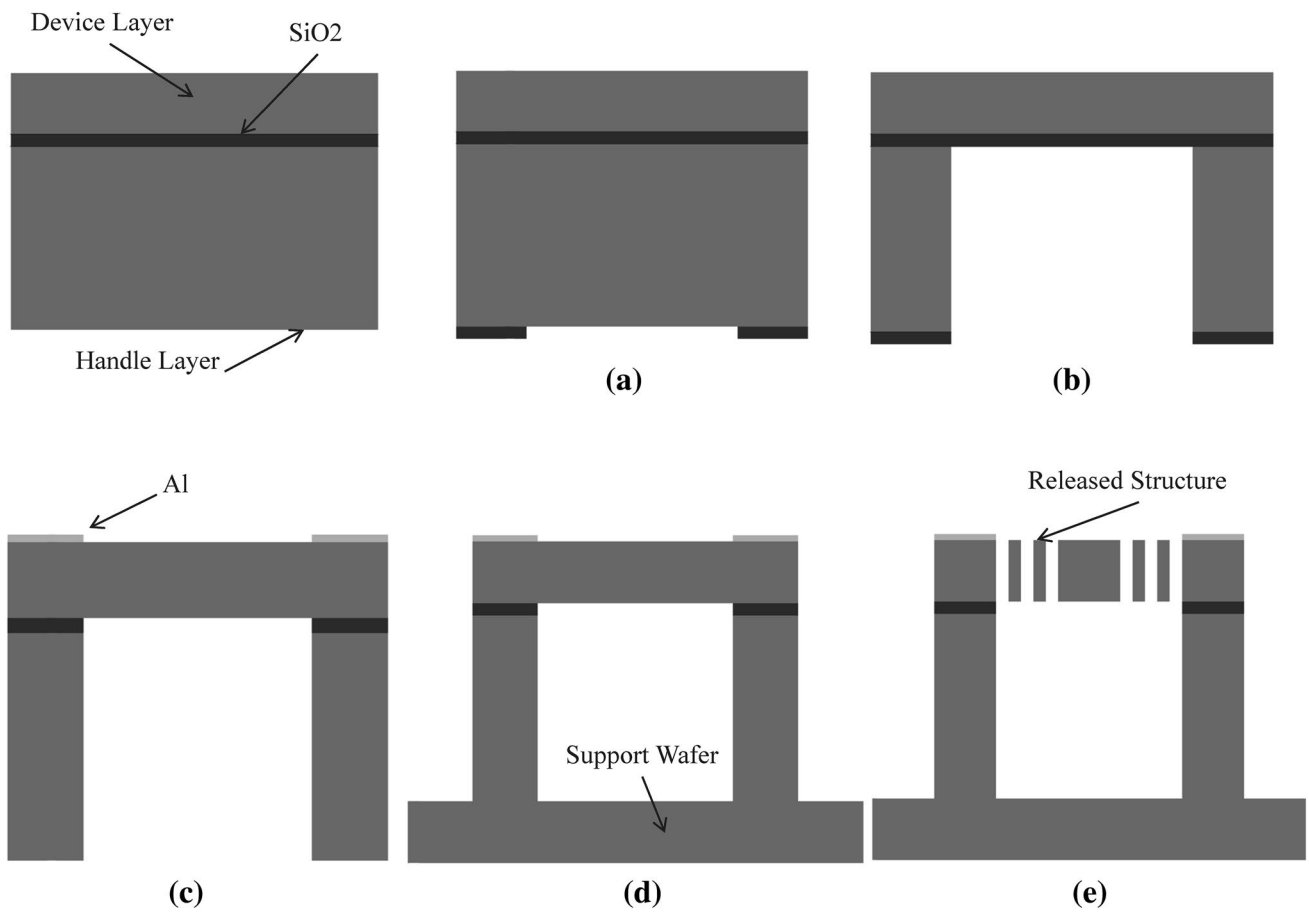 Device Layer
SiO2
Handle Layer
(a)
(b)
Al
Released Structure
Support Wafer
(c)
(d)
(e)